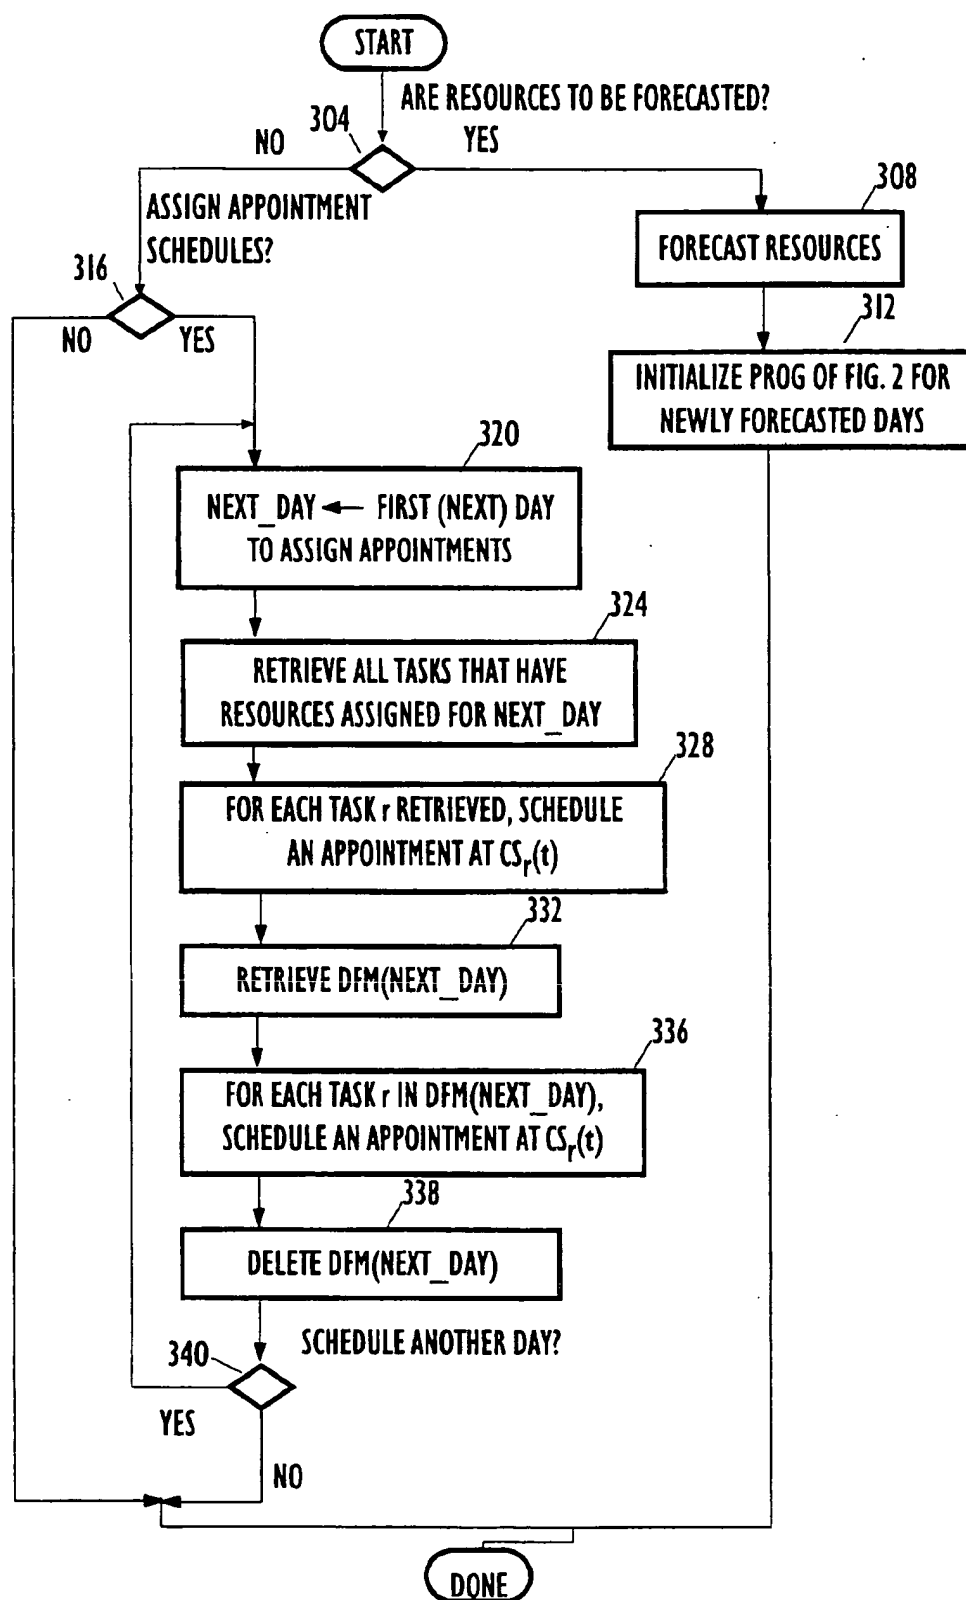 START
ARE RESOURCES TO BE FORECASTED?
304
NO
YES
308
ASSIGN APPOINTMENT
SCHEDULES?
FORECAST RESOURCES
316
312
NO
YES
INITIALIZE PROG OF FIG. 2 FOR
NEWLY FORECASTED DAYS
320
NEXT_DAY ← FIRST (NEXT) DAY
TO ASSIGN APPOINTMENTS
324
RETRIEVE ALL TASKS THAT HAVE
RESOURCES ASSIGNED FOR NEXT_DAY
328
FOR EACH TASK r RETRIEVED, SCHEDULE
AN APPOINTMENT AT CSr(t)
332
RETRIEVE DFM(NEXT_DAY)
336
FOR EACH TASK r IN DFM(NEXT_DAY),
SCHEDULE AN APPOINTMENT AT CSr(t)
338
DELETE DFM(NEXT_DAY)
SCHEDULE ANOTHER DAY?
340
YES
NO
DONE